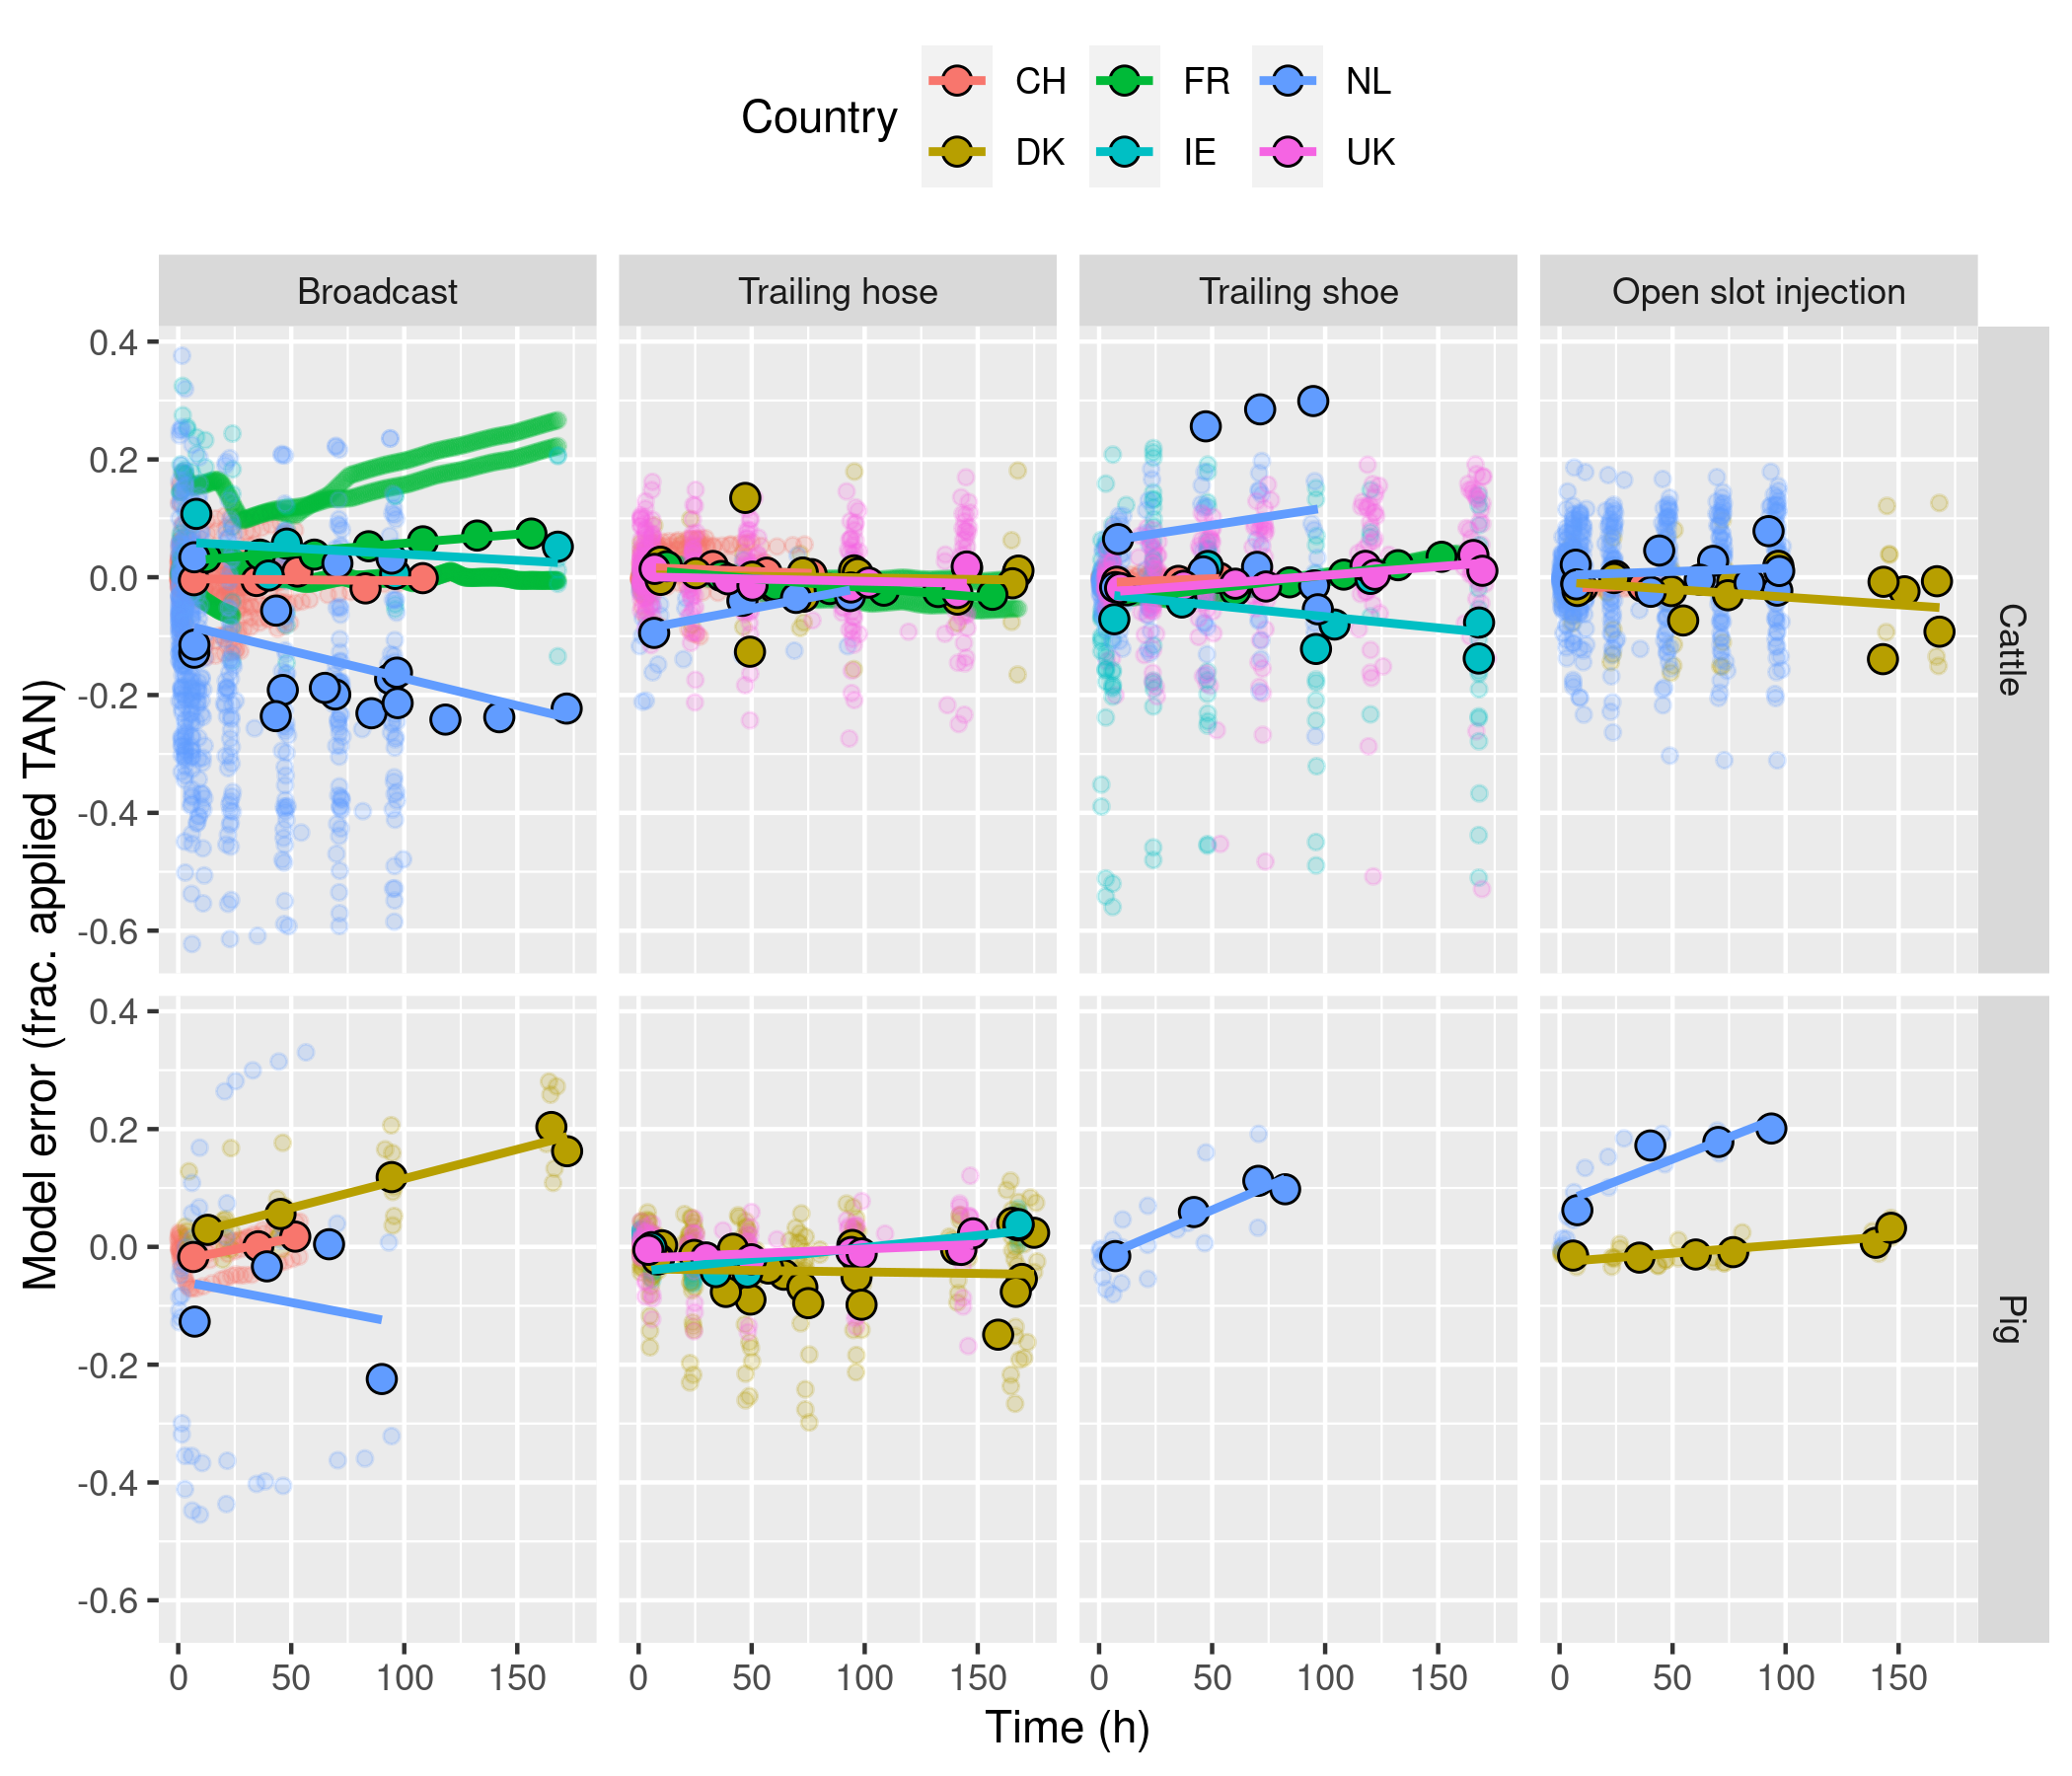 Country
CH FR NL
DK IE UK
Broadcast Trailing hose Trailing shoe Open slot injection
Model error (frac. applied TAN)
0.4
0.2
0.0
-0.2
-0.4
-0.6
Cattle
0.4
0.2
0.0
-0.2
-0.4
-0.6
Pig
0 50 100 150 0 50 100 150 0 50 100 150 0 50 100 150
Time (h)